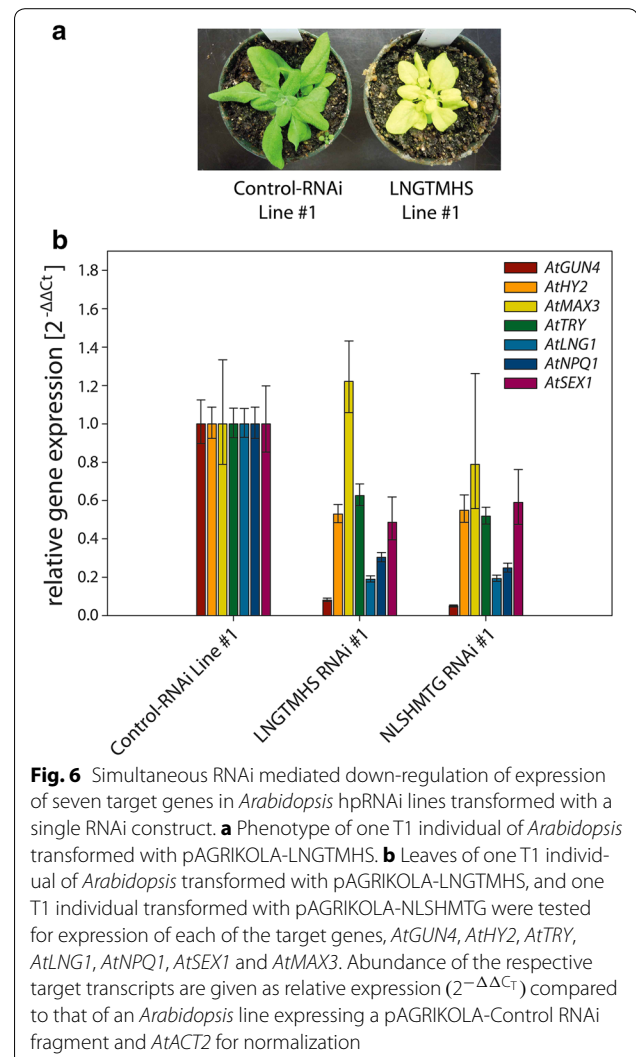 a
Control-RNAi
Line #1
LNGTMHS
Line #1
b
relative gene expression [2^-ΔΔCt]
1.8
1.6
1.4
1.2
1.0
0.8
0.6
0.4
0.2
0.0
AtGUN4
AtHY2
AtMAX3
AtTRY
AtLNG1
AtNPQ1
AtSEX1
Control-RNAi Line #1
LNGTMHS RNAi #1
NLSHMTG RNAi #1
Fig. 6 Simultaneous RNAi mediated down-regulation of expression
of seven target genes in Arabidopsis hpRNAi lines transformed with a
single RNAi construct. a Phenotype of one T1 individual of Arabidopsis
transformed with pAGRIKOLA-LNGTMHS. b Leaves of one T1 individ-
ual of Arabidopsis transformed with pAGRIKOLA-LNGTMHS, and one
T1 individual transformed with pAGRIKOLA-NLSHMTG were tested
for expression of each of the target genes, AtGUN4, AtHY2, AtTRY,
AtLNG1, AtNPQ1, AtSEX1 and AtMAX3. Abundance of the respective
target transcripts are given as relative expression (2^−ΔΔC_T) compared
to that of an Arabidopsis line expressing a pAGRIKOLA-Control RNAi
fragment and AtACT2 for normalization